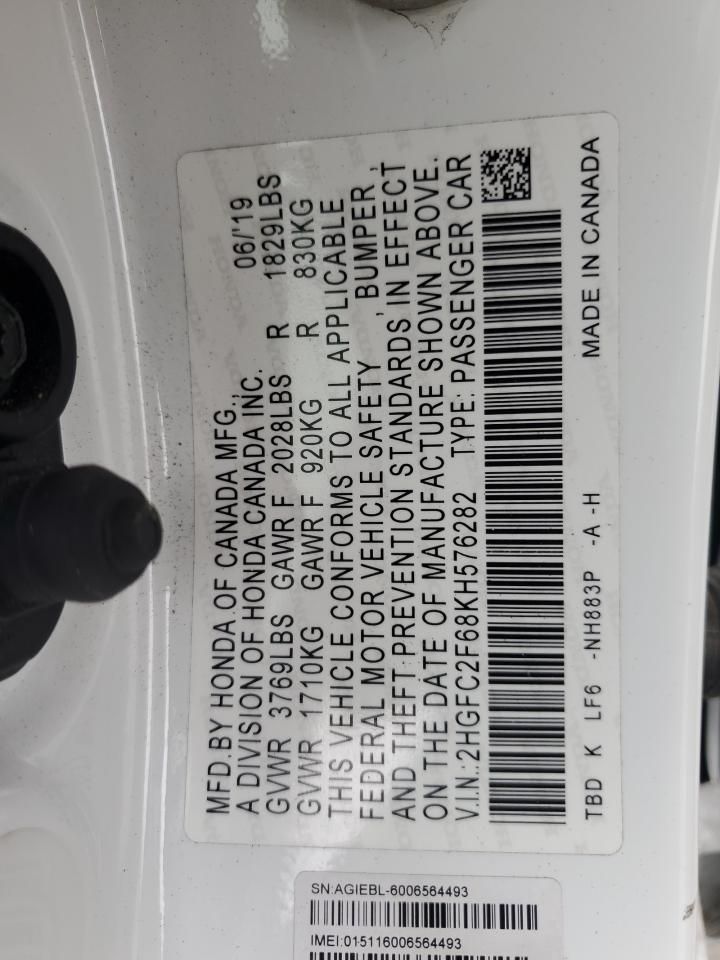 MFD.BY HONDA OF CANADA MFG., 06/'19
A DIVISION OF HONDA CANADA INC.
GVWR 3769LBS GAWR F 2028LBS R 1829LBS
GVWR 1710KG GAWR F 920KG R 830KG
THIS VEHICLE CONFORMS TO ALL APPLICABLE
FEDERAL MOTOR VEHICLE SAFETY , BUMPER ,
AND THEFT PREVENTION STANDARDS IN EFFECT
ON THE DATE OF MANUFACTURE SHOWN ABOVE.
V.I.N.:2HGFC2F68KH576282 TYPE: PASSENGER CAR
TBD K LF6 -NH883P -A -H MADE IN CANADA
SN:AGIEBL-6006564493
IMEI:015116006564493